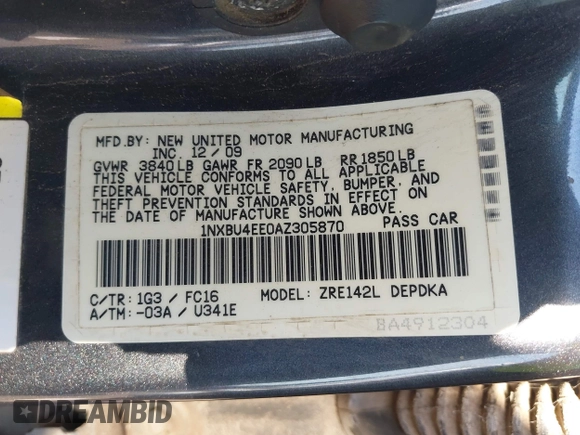 MFD.BY: NEW UNITED MOTOR MANUFACTURING
INC. 12/09
GVWR 3840LB GAWR FR 2090LB RR1850LB
THIS VEHICLE CONFORMS TO ALL APPLICABLE
FEDERAL MOTOR VEHICLE SAFETY, BUMPER, AND
THEFT PREVENTION STANDARDS IN EFFECT ON
THE DATE OF MANUFACTURE SHOWN ABOVE.
1NXBU4EE0AZ305870 PASS CAR
C/TR: 1G3 / FC16 MODEL: ZRE142L DEPDKA
A/TM: -03A / U341E
BA4912304
DREAMBID